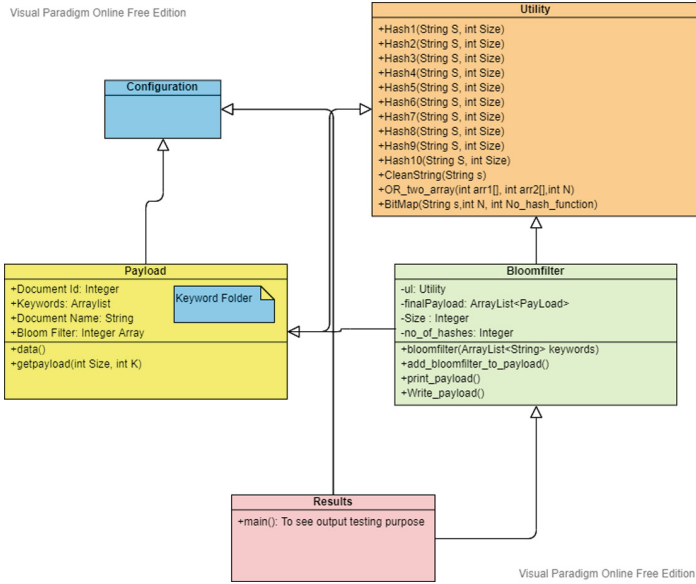 Visual Paradigm Online Free Edition
Utility
+Hash1(String S, int Size)
+Hash2(String S, int Size)
+Hash3(String S, int Size)
+Hash4(String S, int Size)
+Hash5(String S, int Size)
+Hash6(String S, int Size)
+Hash7(String S, int Size)
+Hash8(String S, int Size)
+Hash9(String S, int Size)
+Hash10(String S, int Size)
+CleanString(String s)
+OR_two_array(int arr1[], int arr2[],int N)
+BitMap(String s,int N, int No_hash_function)
Configuration
Payload
+Document Id: Integer
+Keywords: Arraylist
+Document Name: String
+Bloom Filter: Integer Array
Keyword Folder
+data()
+getpayload(int Size, int K)
Bloomfilter
-ul: Utility
-finalPayload: ArrayList<PayLoad>
-Size : Integer
-no_of_hashes: Integer
+bloomfilter(ArrayList<String> keywords)
+add_bloomfilter_to_payload()
+print_payload()
+Write_payload()
Results
+main(): To see output testing purpose
Visual Paradigm Online Free Edition